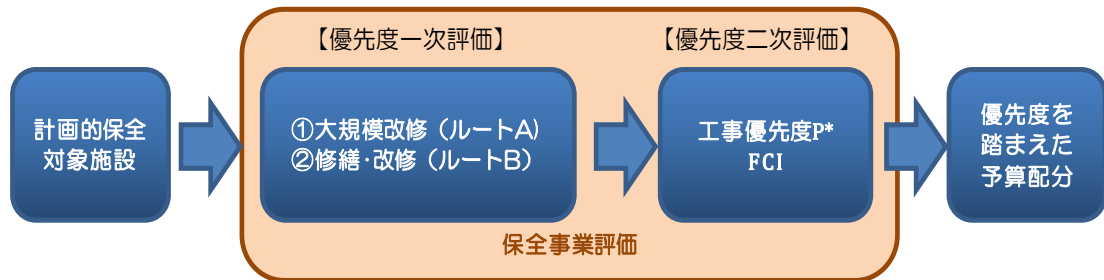 【優先度一次評価】
【優先度二次評価】
計画的保全
対象施設
①大規模改修（ルートA)
②修繕・改修（ルートB）
工事優先度P*
FCI
優先度を
踏まえた
予算配分
保全事業評価